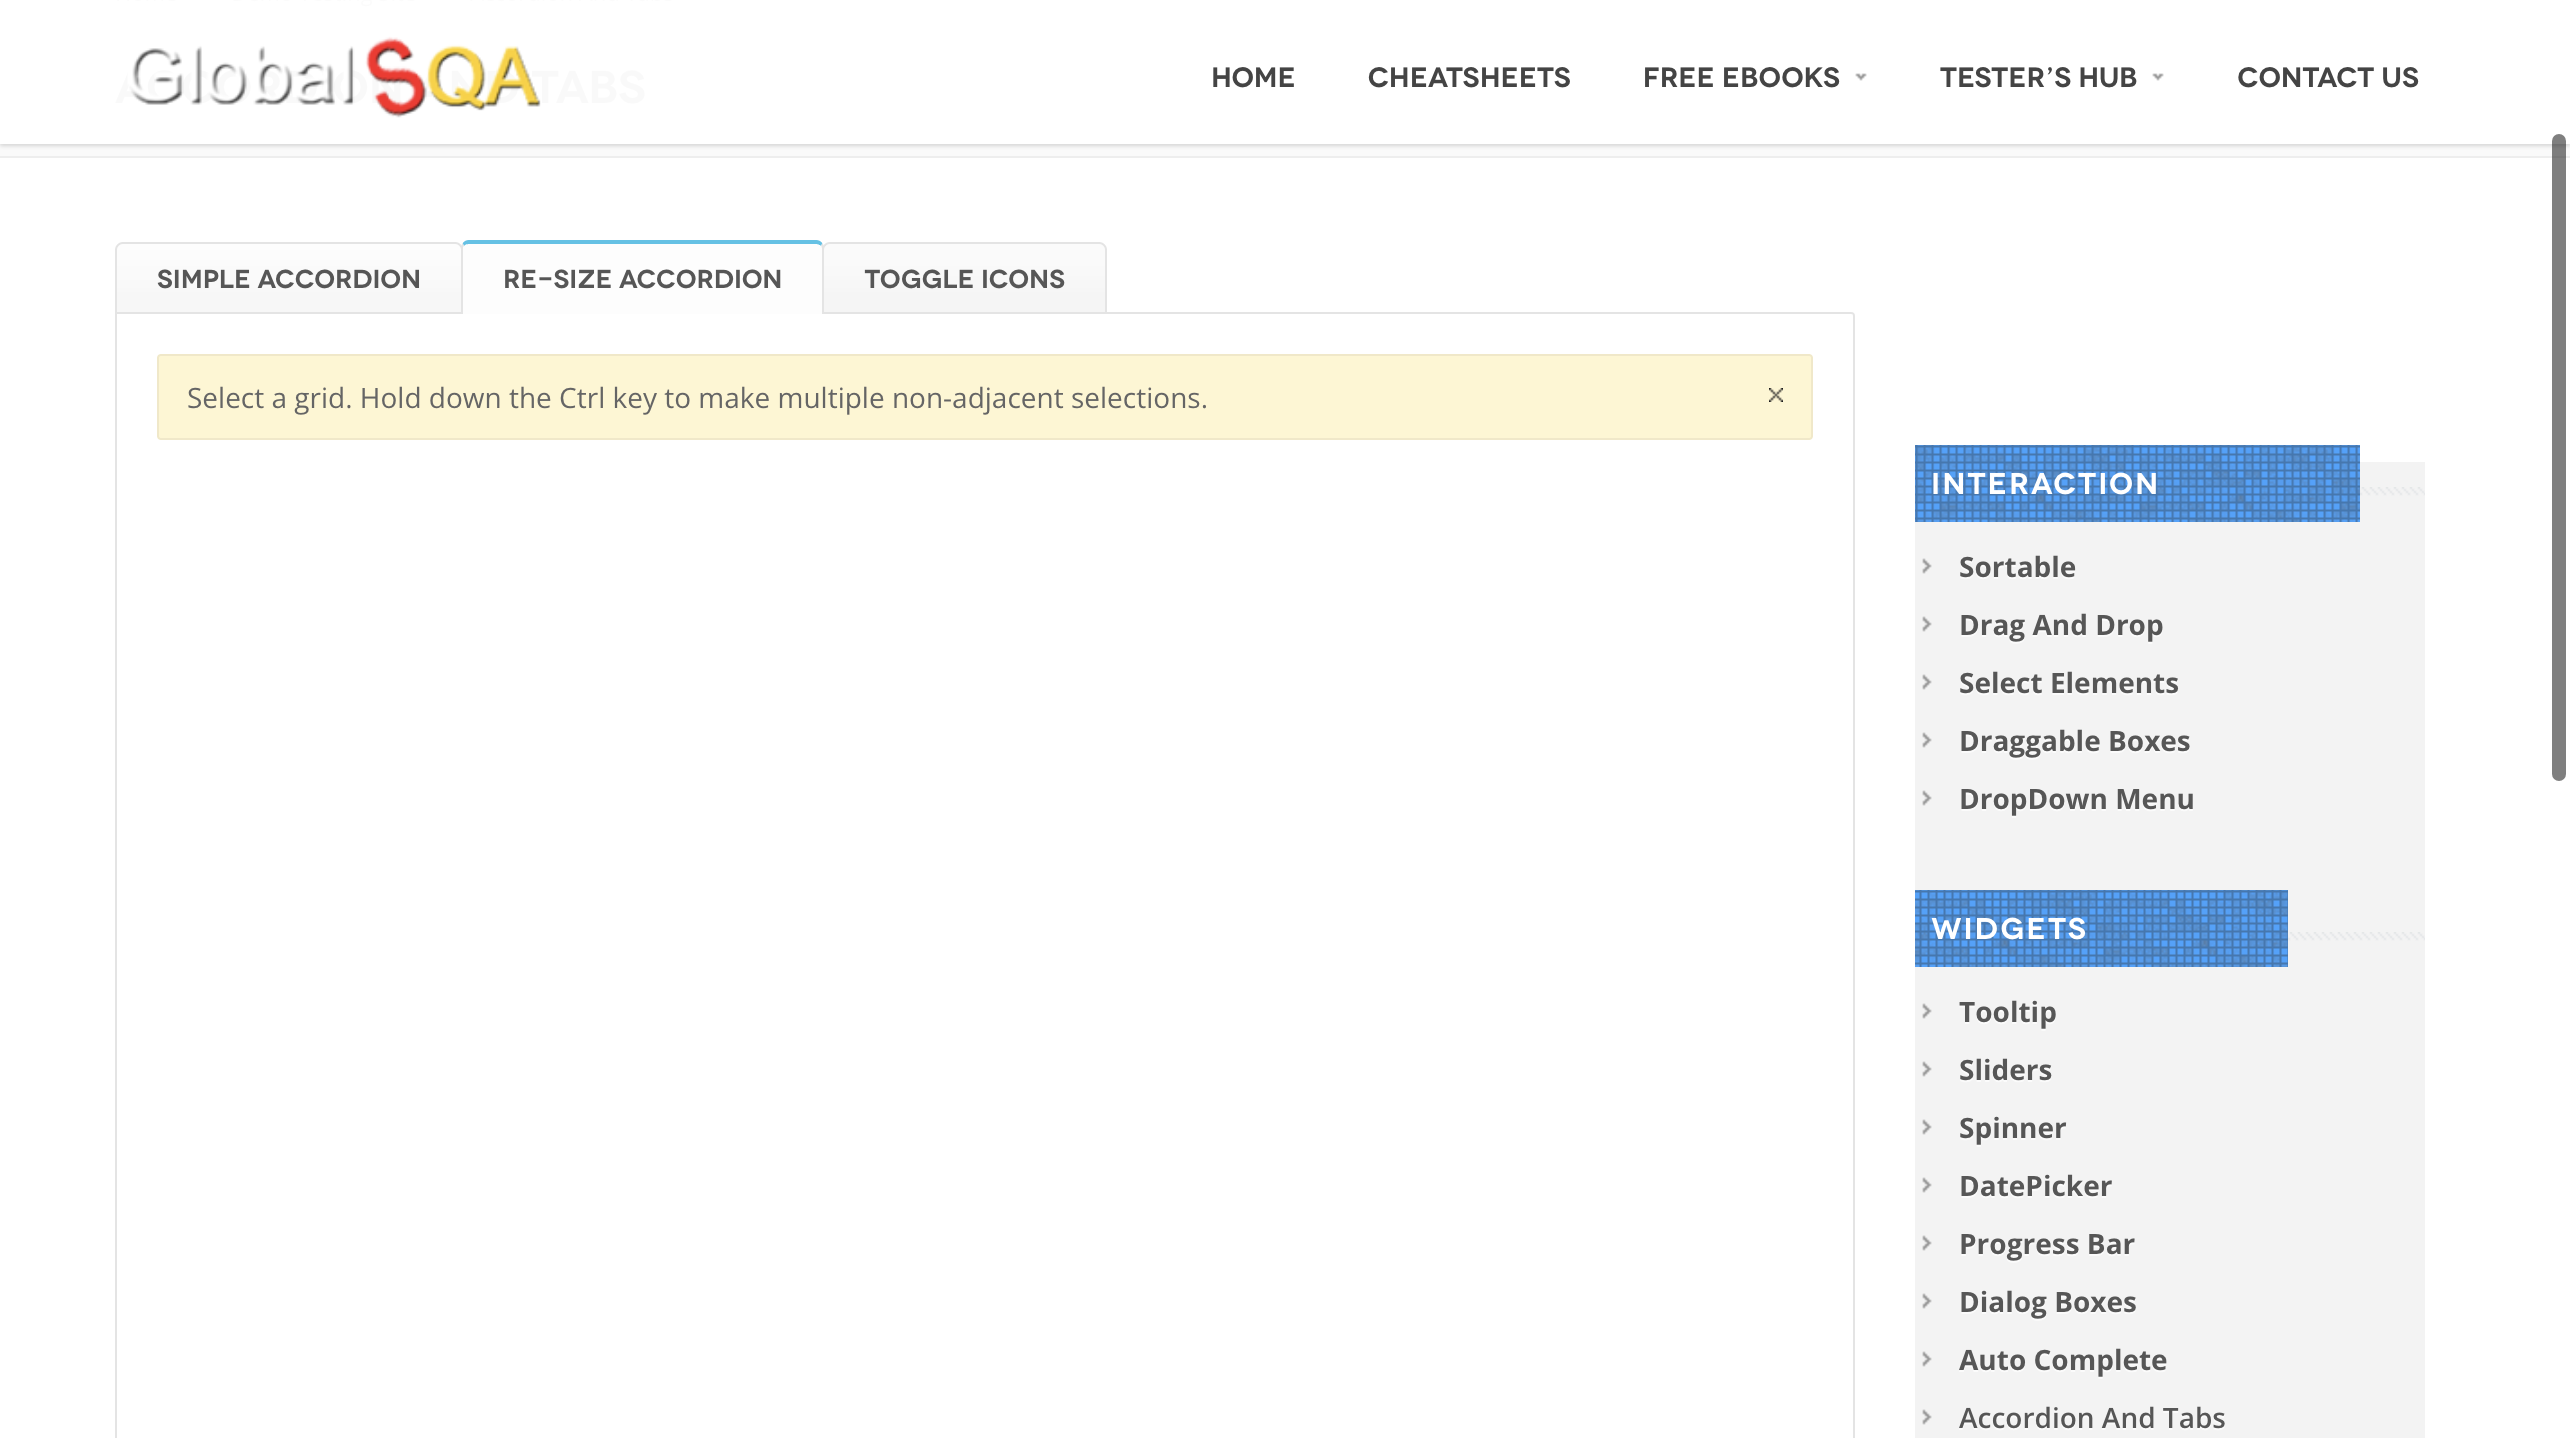 GlobalSQA
TABS
HOME
CHEATSHEETS
FREE EBOOKS
TESTER’S HUB
CONTACT US
SIMPLE ACCORDION
RE-SIZE ACCORDION
TOGGLE ICONS
Select a grid. Hold down the Ctrl key to make multiple non-adjacent selections.
INTERACTION
Sortable
Drag And Drop
Select Elements
Draggable Boxes
DropDown Menu
WIDGETS
Tooltip
Sliders
Spinner
DatePicker
Progress Bar
Dialog Boxes
Auto Complete
Accordion And Tabs